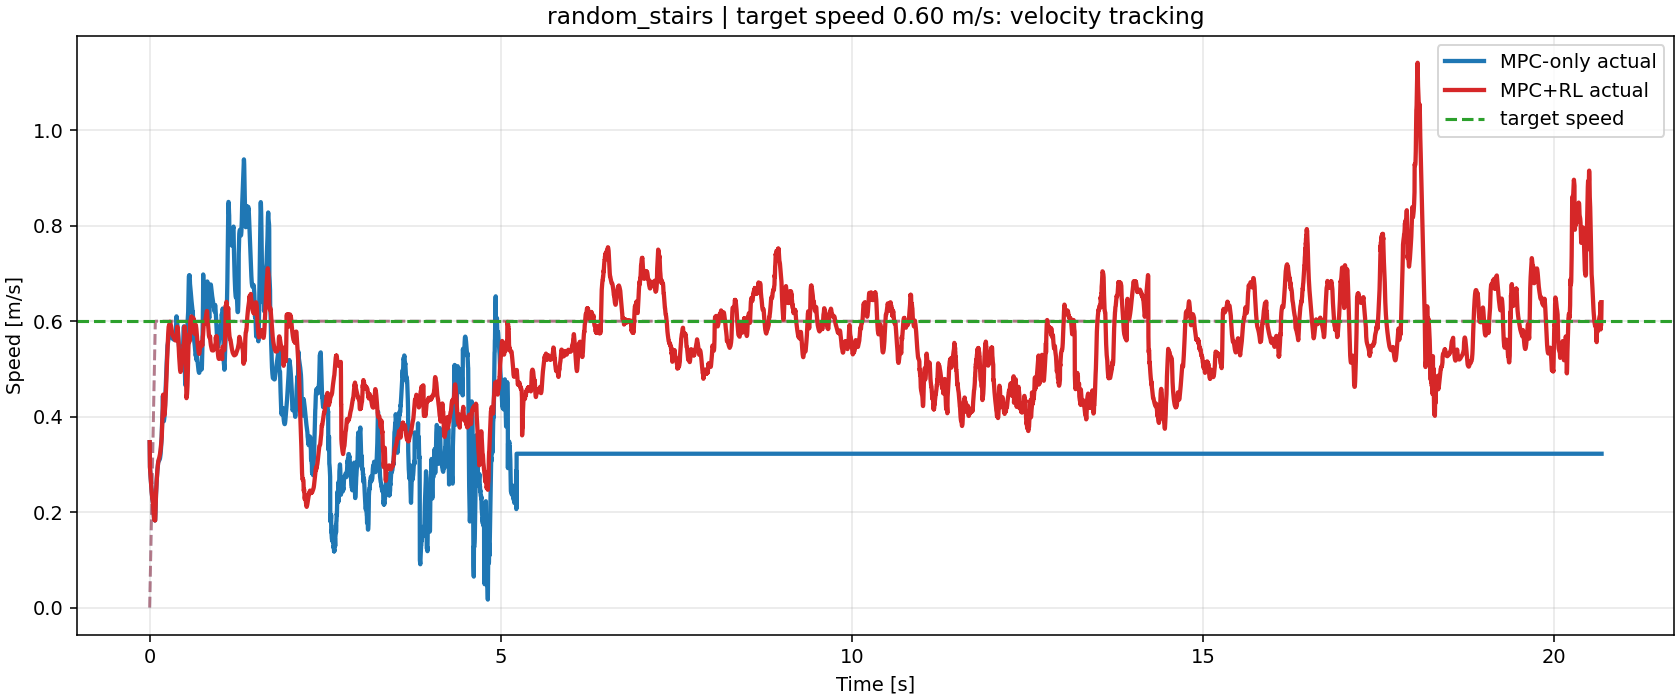 random_stairs | target speed 0.60 m/s: velocity tracking
MPC-only actual
MPC+RL actual
target speed
Speed [m/s]
1.0
0.8
0.6
0.4
0.2
0.0
0
5
10
15
20
Time [s]